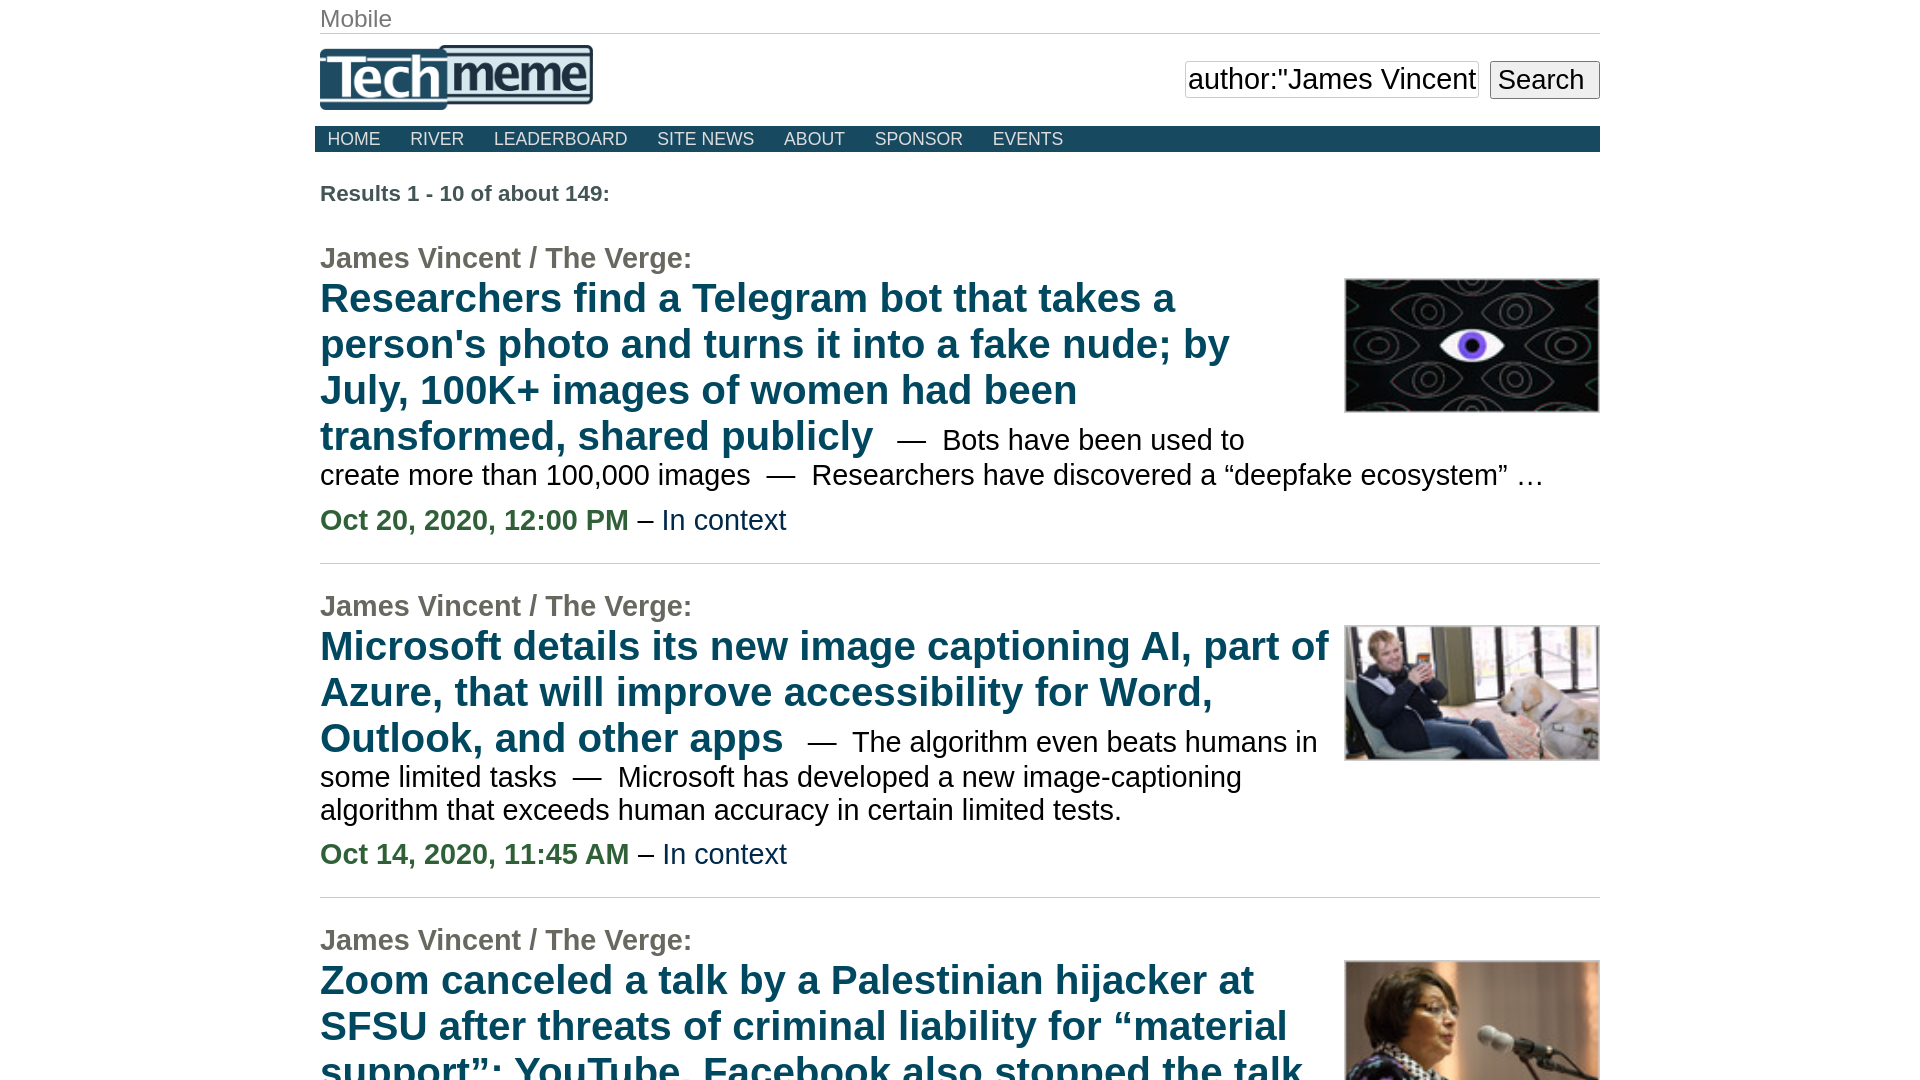 Mobile
Techmeme
author:"James Vincent
Search
HOME RIVER LEADERBOARD SITE NEWS ABOUT SPONSOR EVENTS
Results 1 - 10 of about 149:
James Vincent / The Verge:
Researchers find a Telegram bot that takes a
person's photo and turns it into a fake nude; by
July, 100K+ images of women had been
transformed, shared publicly — Bots have been used to
create more than 100,000 images — Researchers have discovered a “deepfake ecosystem” …
Oct 20, 2020, 12:00 PM – In context
James Vincent / The Verge:
Microsoft details its new image captioning AI, part of
Azure, that will improve accessibility for Word,
Outlook, and other apps — The algorithm even beats humans in
some limited tasks — Microsoft has developed a new image-captioning
algorithm that exceeds human accuracy in certain limited tests.
Oct 14, 2020, 11:45 AM – In context
James Vincent / The Verge:
Zoom canceled a talk by a Palestinian hijacker at
SFSU after threats of criminal liability for “material
support”; YouTube, Facebook also stopped the talk